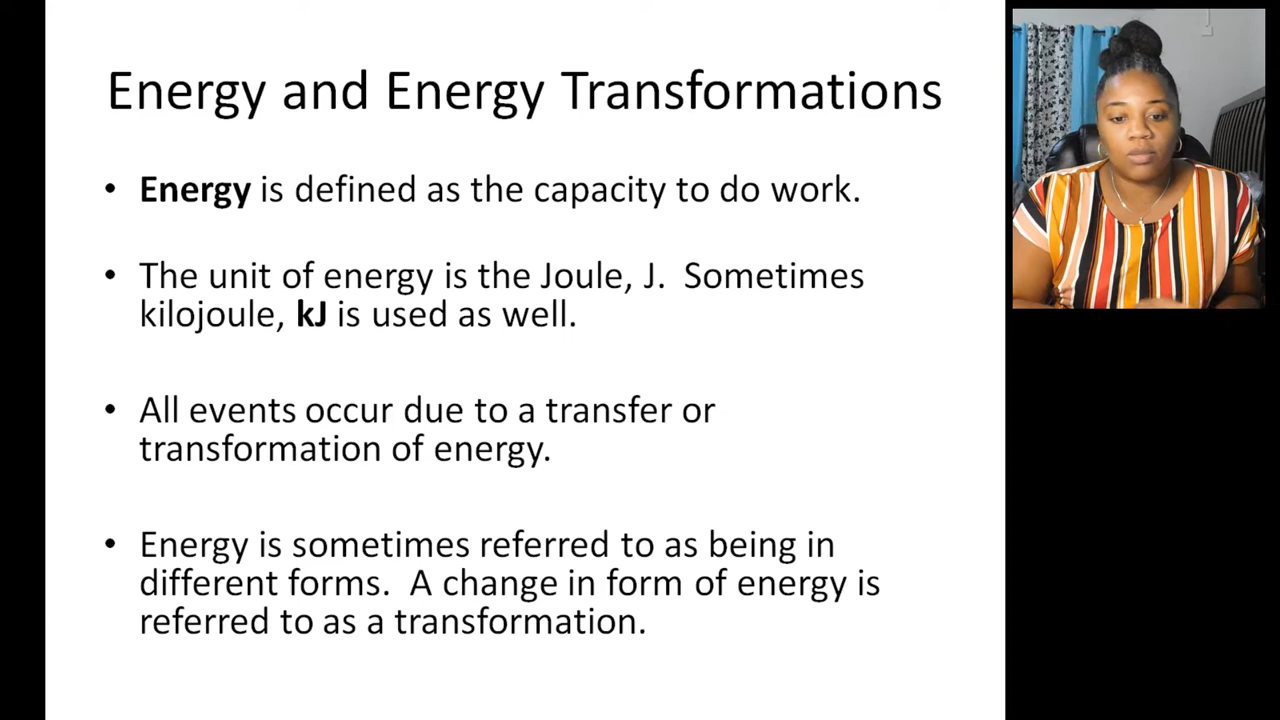 Energy and Energy Transformations
• Energy is defined as the capacity to do work.
• The unit of energy is the Joule, J.  Sometimes
kilojoule, kJ is used as well.
• All events occur due to a transfer or
transformation of energy.
• Energy is sometimes referred to as being in
different forms.  A change in form of energy is
referred to as a transformation.